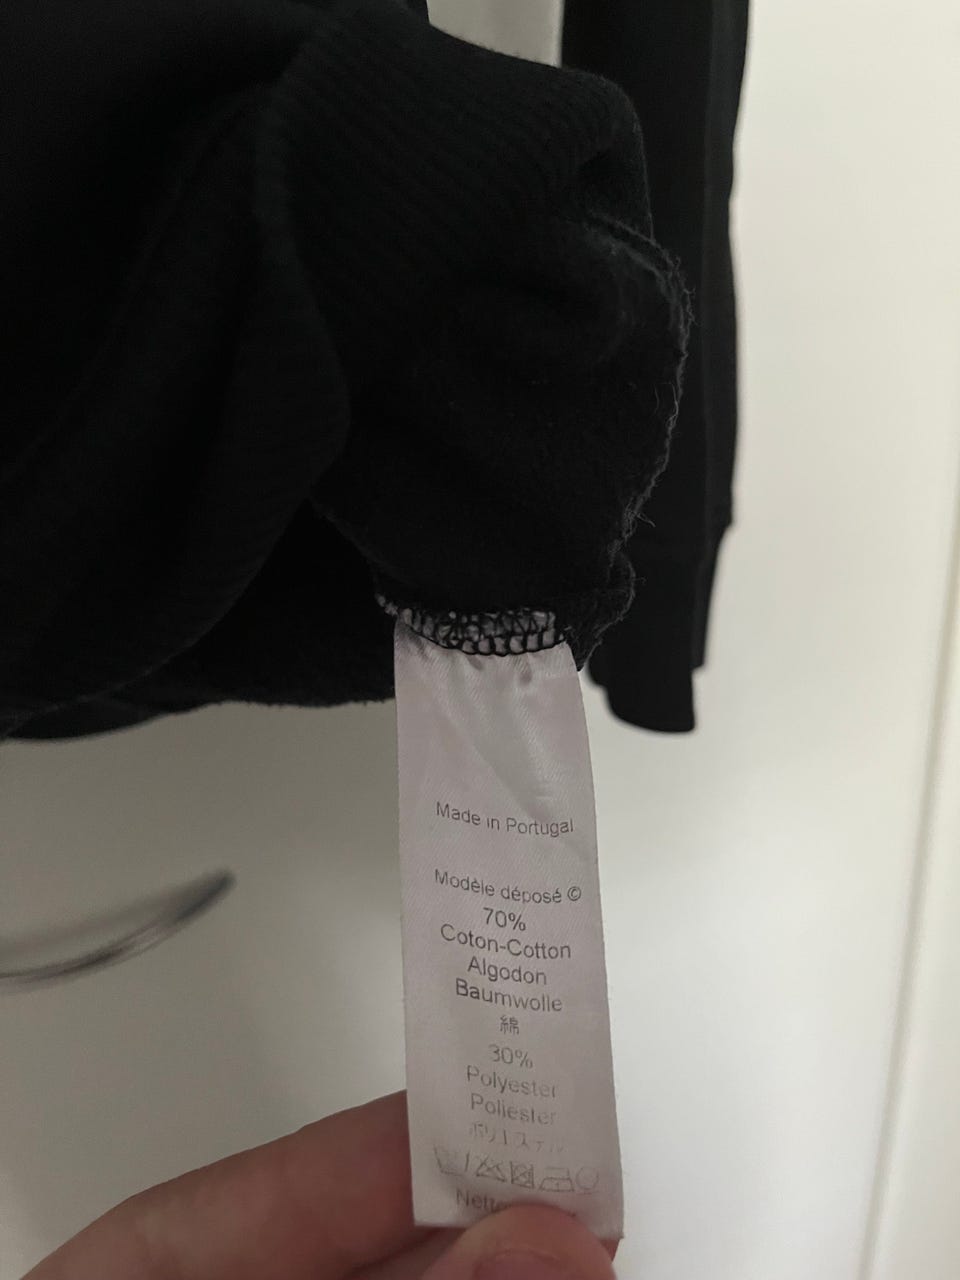 Made in Portugal
Modèle déposé ©
70%
Coton-Cotton
Algodon
Baumwolle
綿
30%
Polyester
Poliester
ポリエステル